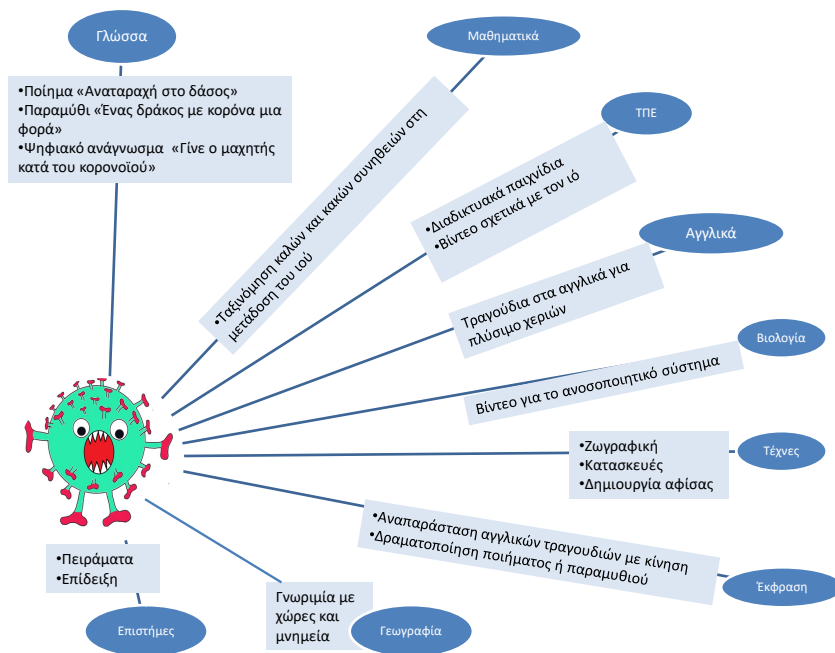 Γλώσσα
•Ποίημα «Αναταραχή στο δάσος»
•Παραμύθι «Ένας δράκος με κορόνα μια
φορά»
•Ψηφιακό ανάγνωσμα «Γίνε ο μαχητής
κατά του κορονοϊού»
Μαθηματικά
•Ταξινόμηση καλών και κακών συνηθειών στη
μετάδοση του ιού
ΤΠΕ
•Διαδικτυακά παιχνίδια
•Βίντεο σχετικά με τον ιό
Αγγλικά
Τραγούδια στα αγγλικά για
πλύσιμο χεριών
Βιολογία
Βίντεο για το ανοσοποιητικό σύστημα
Τέχνες
•Ζωγραφική
•Κατασκευές
•Δημιουργία αφίσας
•Αναπαράσταση αγγλικών τραγουδιών με κίνηση
•Δραματοποίηση ποιήματος ή παραμυθιού
Έκφραση
•Πειράματα
•Επίδειξη
Επιστήμες
Γνωριμία με
χώρες και
μνημεία
Γεωγραφία